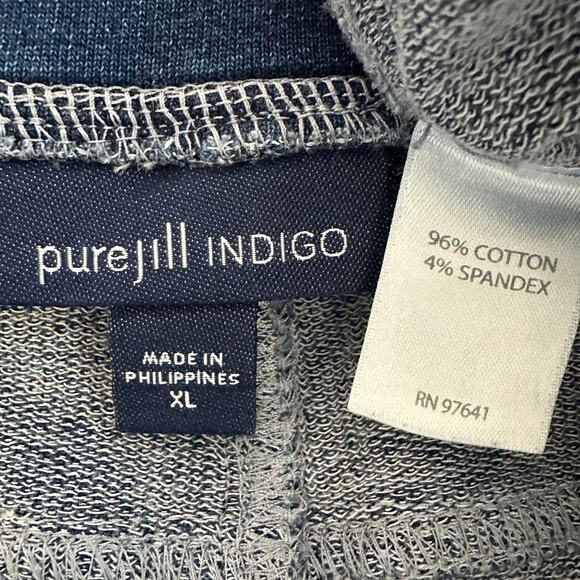 purejill INDIGO
MADE IN
PHILIPPINES
XL
96% COTTON
4% SPANDEX
RN 97641